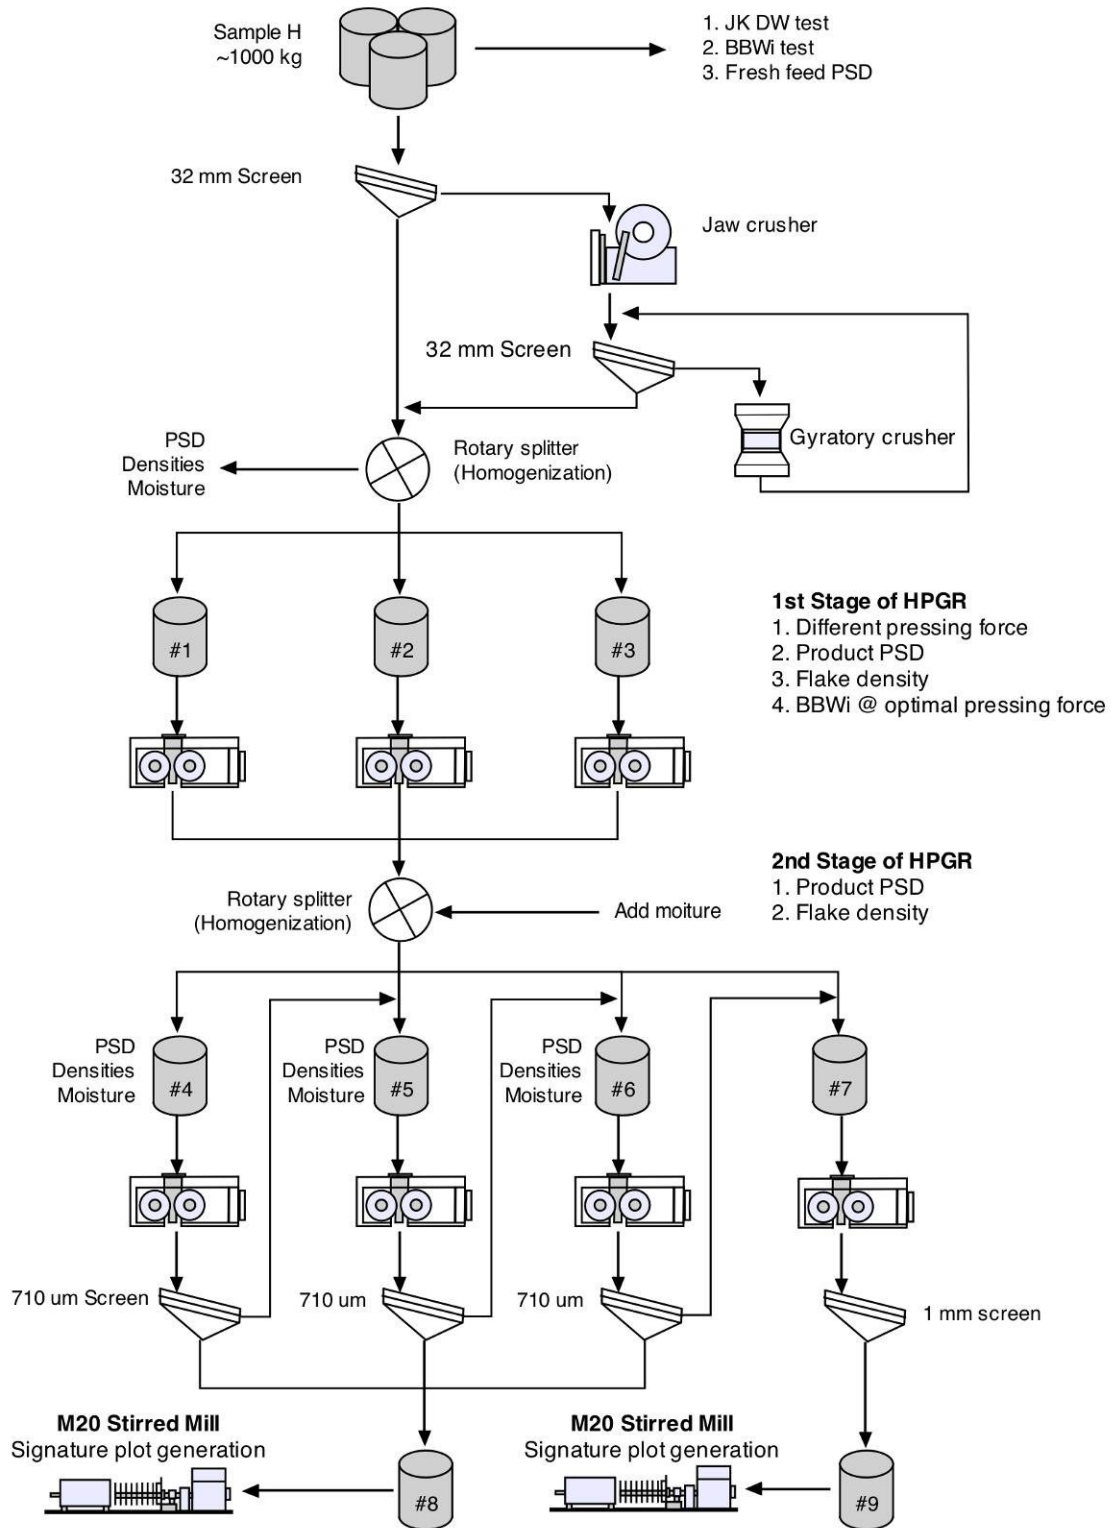 Sample H
~1000 kg
1. JK DW test
2. BBWi test
3. Fresh feed PSD
32 mm Screen
Jaw crusher
32 mm Screen
Gyratory crusher
PSD
Densities
Moisture
Rotary splitter
(Homogenization)
#1
#2
#3
1st Stage of HPGR
1. Different pressing force
2. Product PSD
3. Flake density
4. BBWi @ optimal pressing force
2nd Stage of HPGR
1. Product PSD
2. Flake density
Rotary splitter
(Homogenization)
Add moiture
PSD
Densities
Moisture
#4
PSD
Densities
Moisture
#5
PSD
Densities
Moisture
#6
#7
710 um Screen
710 um
710 um
1 mm screen
M20 Stirred Mill
Signature plot generation
#8
M20 Stirred Mill
Signature plot generation
#9